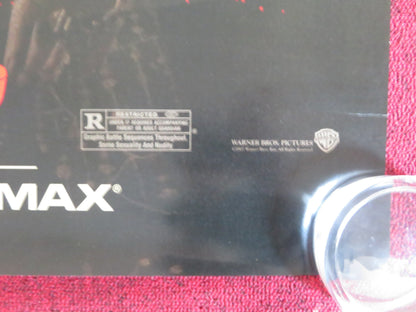 R RESTRICTED
UNDER 17 REQUIRES ACCOMPANYING
PARENT OR ADULT GUARDIAN
Graphic Battle Sequences Throughout,
Some Sexuality And Nudity
®
WARNER BROS. PICTURES
MAX®